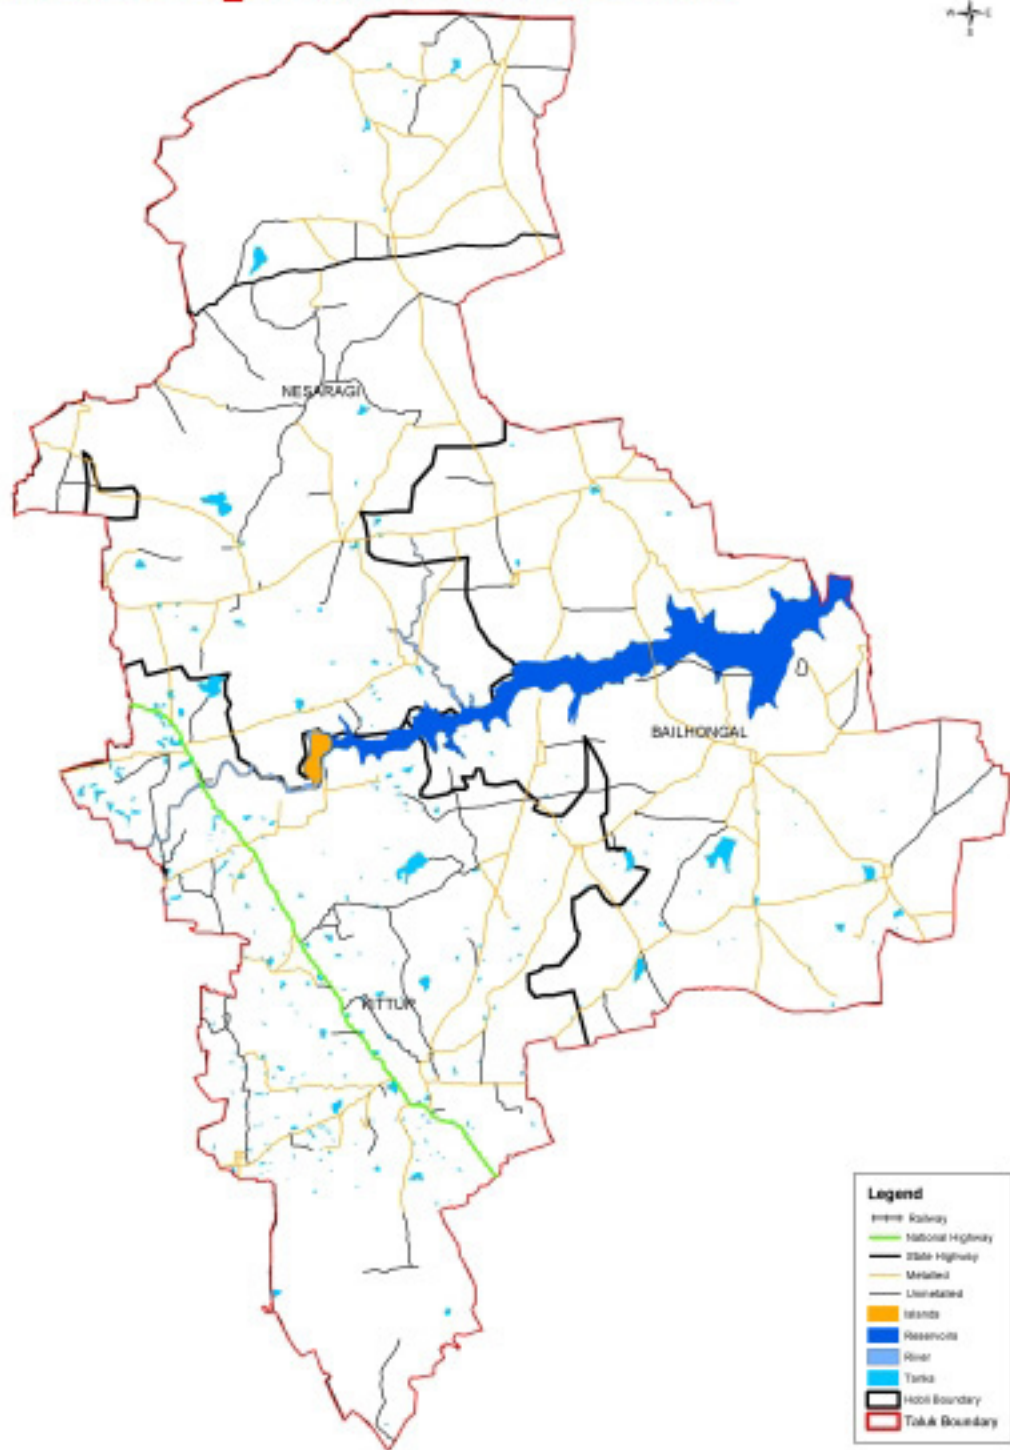 W E
S
NESARAGI
BAILHONGAL
KITTUR
Legend
Railway
National Highway
State Highway
Metalled
Unmetalled
Islands
Reservoirs
River
Tanks
Hobli Boundary
Taluk Boundary